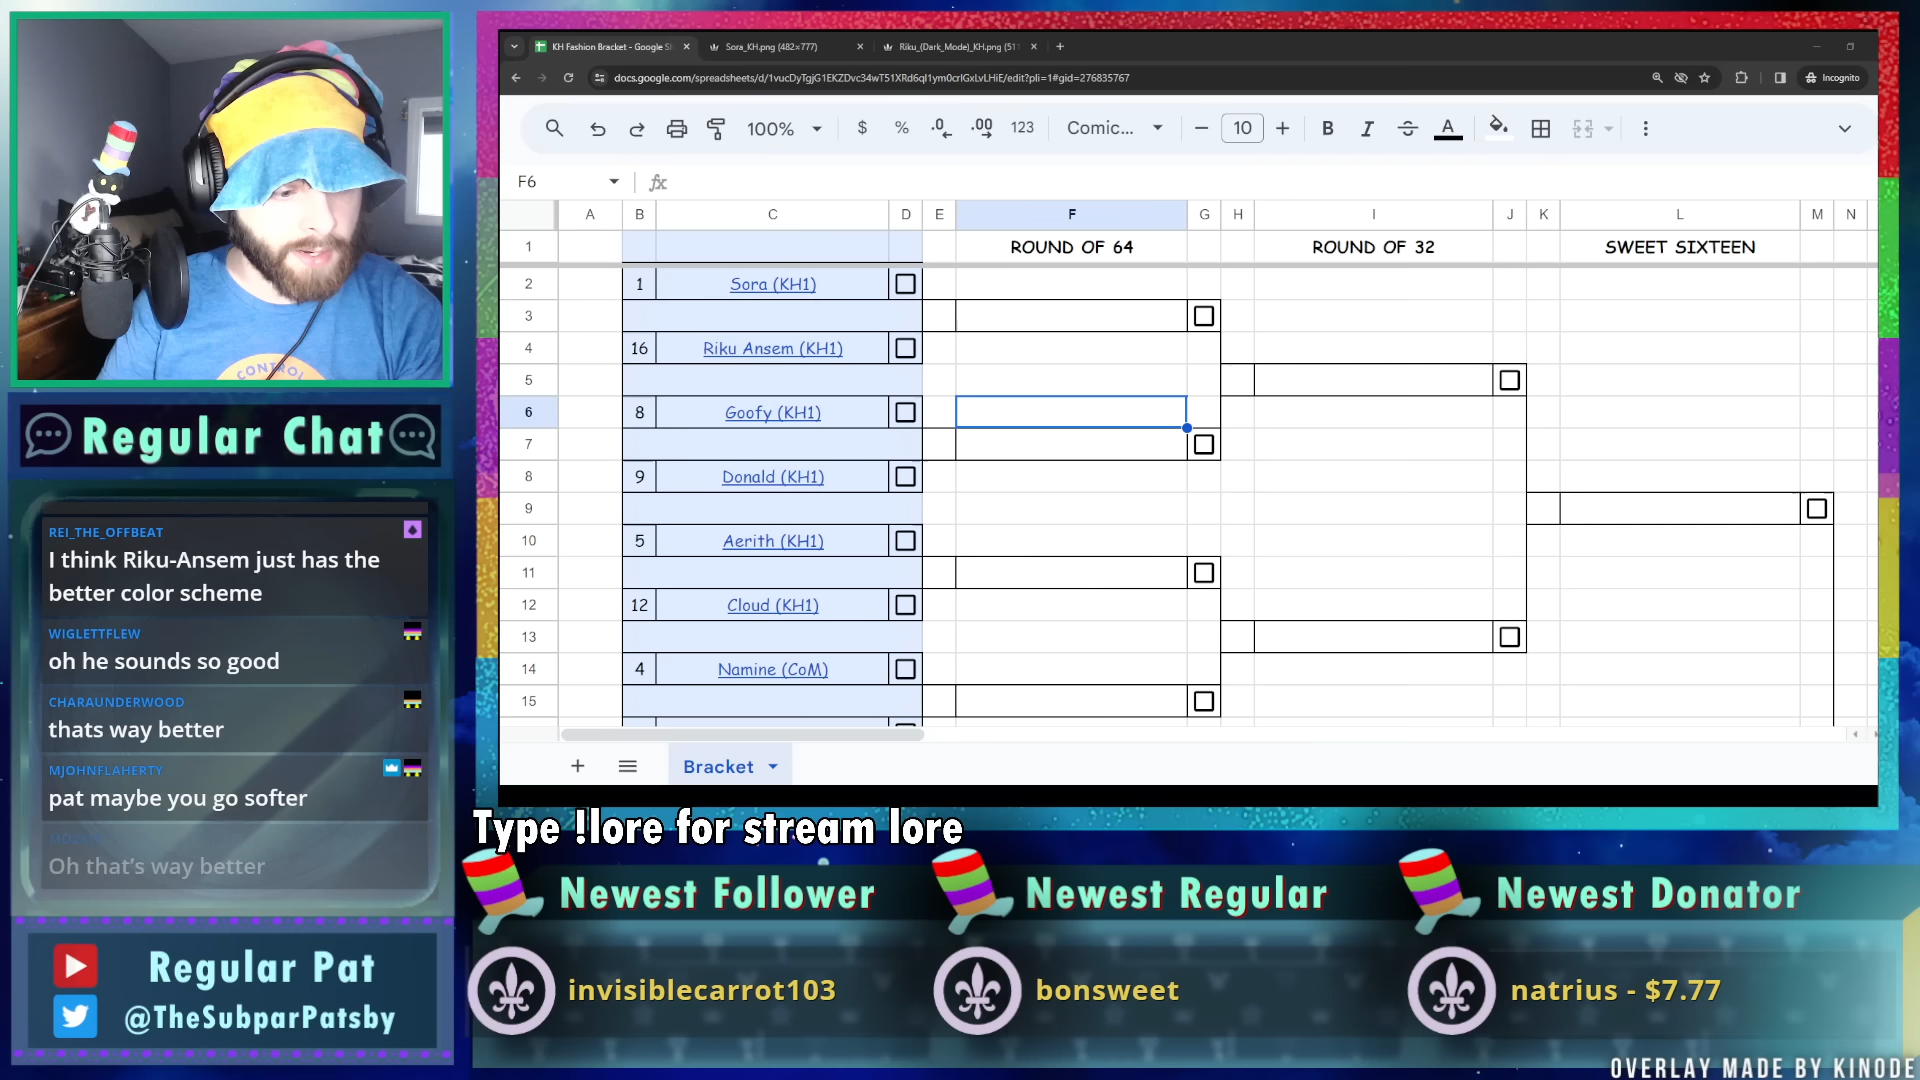 KH Fashion Bracket - Google S
Sora_KH.png (482×777)
Riku_(Dark_Mode)_KH.png (51
docs.google.com/spreadsheets/d/1vucDyTgjG1EKZDvc34wT51XRd6qI1ym0crIGxLvLHiE/edit?pli=1#gid=276835767
Incognito
100% $ % .0 .00 123 Comic... 10 B I S A
F6 fx
A B C D E F G H I J K L M N
1 ROUND OF 64 ROUND OF 32 SWEET SIXTEEN
2 1 Sora (KH1)
3
4 16 Riku Ansem (KH1)
5
6 8 Goofy (KH1)
7
8 9 Donald (KH1)
9
10 5 Aerith (KH1)
11
12 12 Cloud (KH1)
13
14 4 Namine (CoM)
15
Bracket
CONTROL
Regular Chat
REI_THE_OFFBEAT
I think Riku-Ansem just has the
better color scheme
WIGLETTFLEW
oh he sounds so good
CHARAUNDERWOOD
thats way better
MJOHNFLAHERTY
pat maybe you go softer
Oh that's way better
Regular Pat
@TheSubparPatsby
Type !lore for stream lore
Newest Follower
invisiblecarrot103
Newest Regular
bonsweet
Newest Donator
natrius - $7.77
OVERLAY MADE BY KINODE